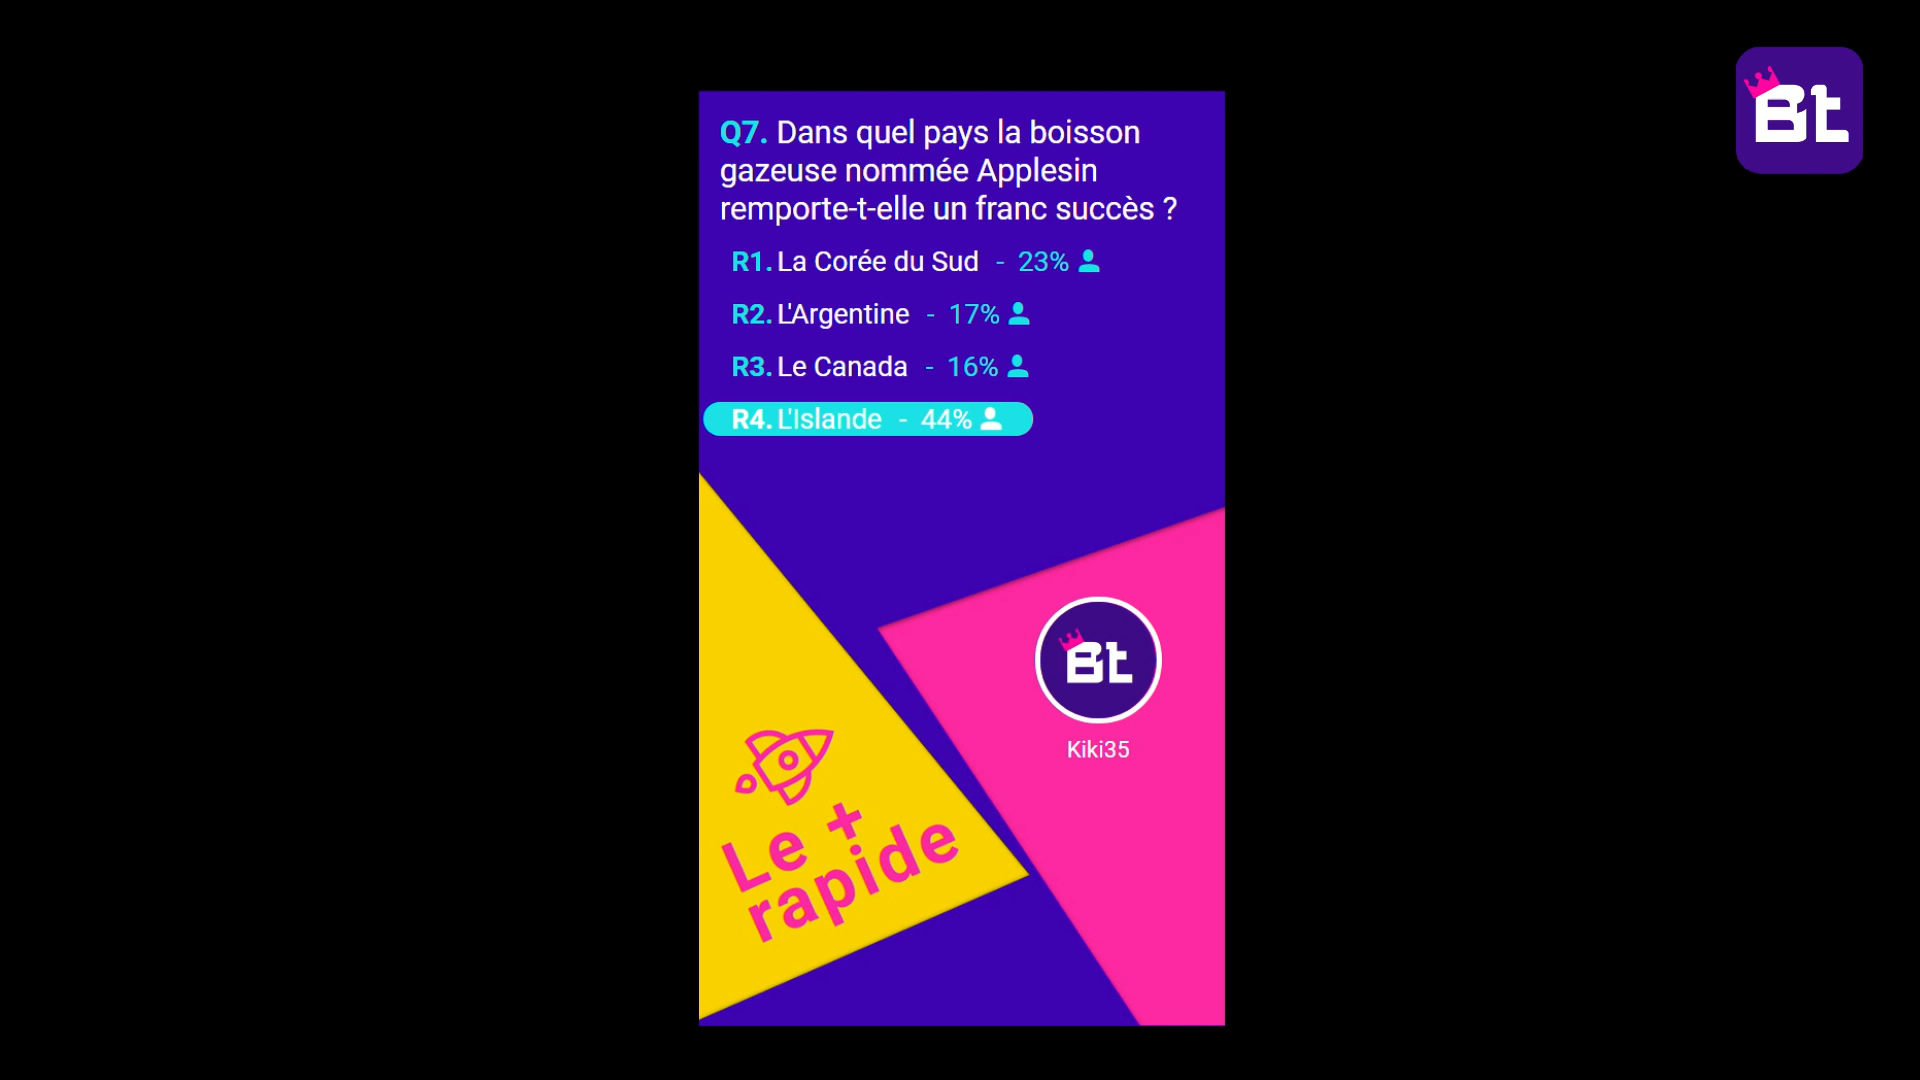 Bt
Q7. Dans quel pays la boisson
gazeuse nommée Applesin
remporte-t-elle un franc succès ?
R1. La Corée du Sud - 23%
R2. L'Argentine - 17%
R3. Le Canada - 16%
R4. L'Islande - 44%
Bt
Kiki35
Le +
rapide